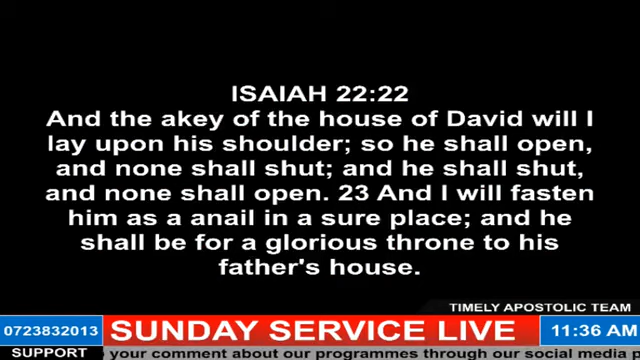 ISAIAH 22:22
And the akey of the house of David will I
lay upon his shoulder; so he shall open,
and none shall shut; and he shall shut,
and none shall open. 23 And I will fasten
him as a anail in a sure place; and he
shall be for a glorious throne to his
father's house.
TIMELY APOSTOLIC TEAM
0723832013
SUNDAY SERVICE LIVE
11:36 AM
SUPPORT
your comment about our programmes through our social media